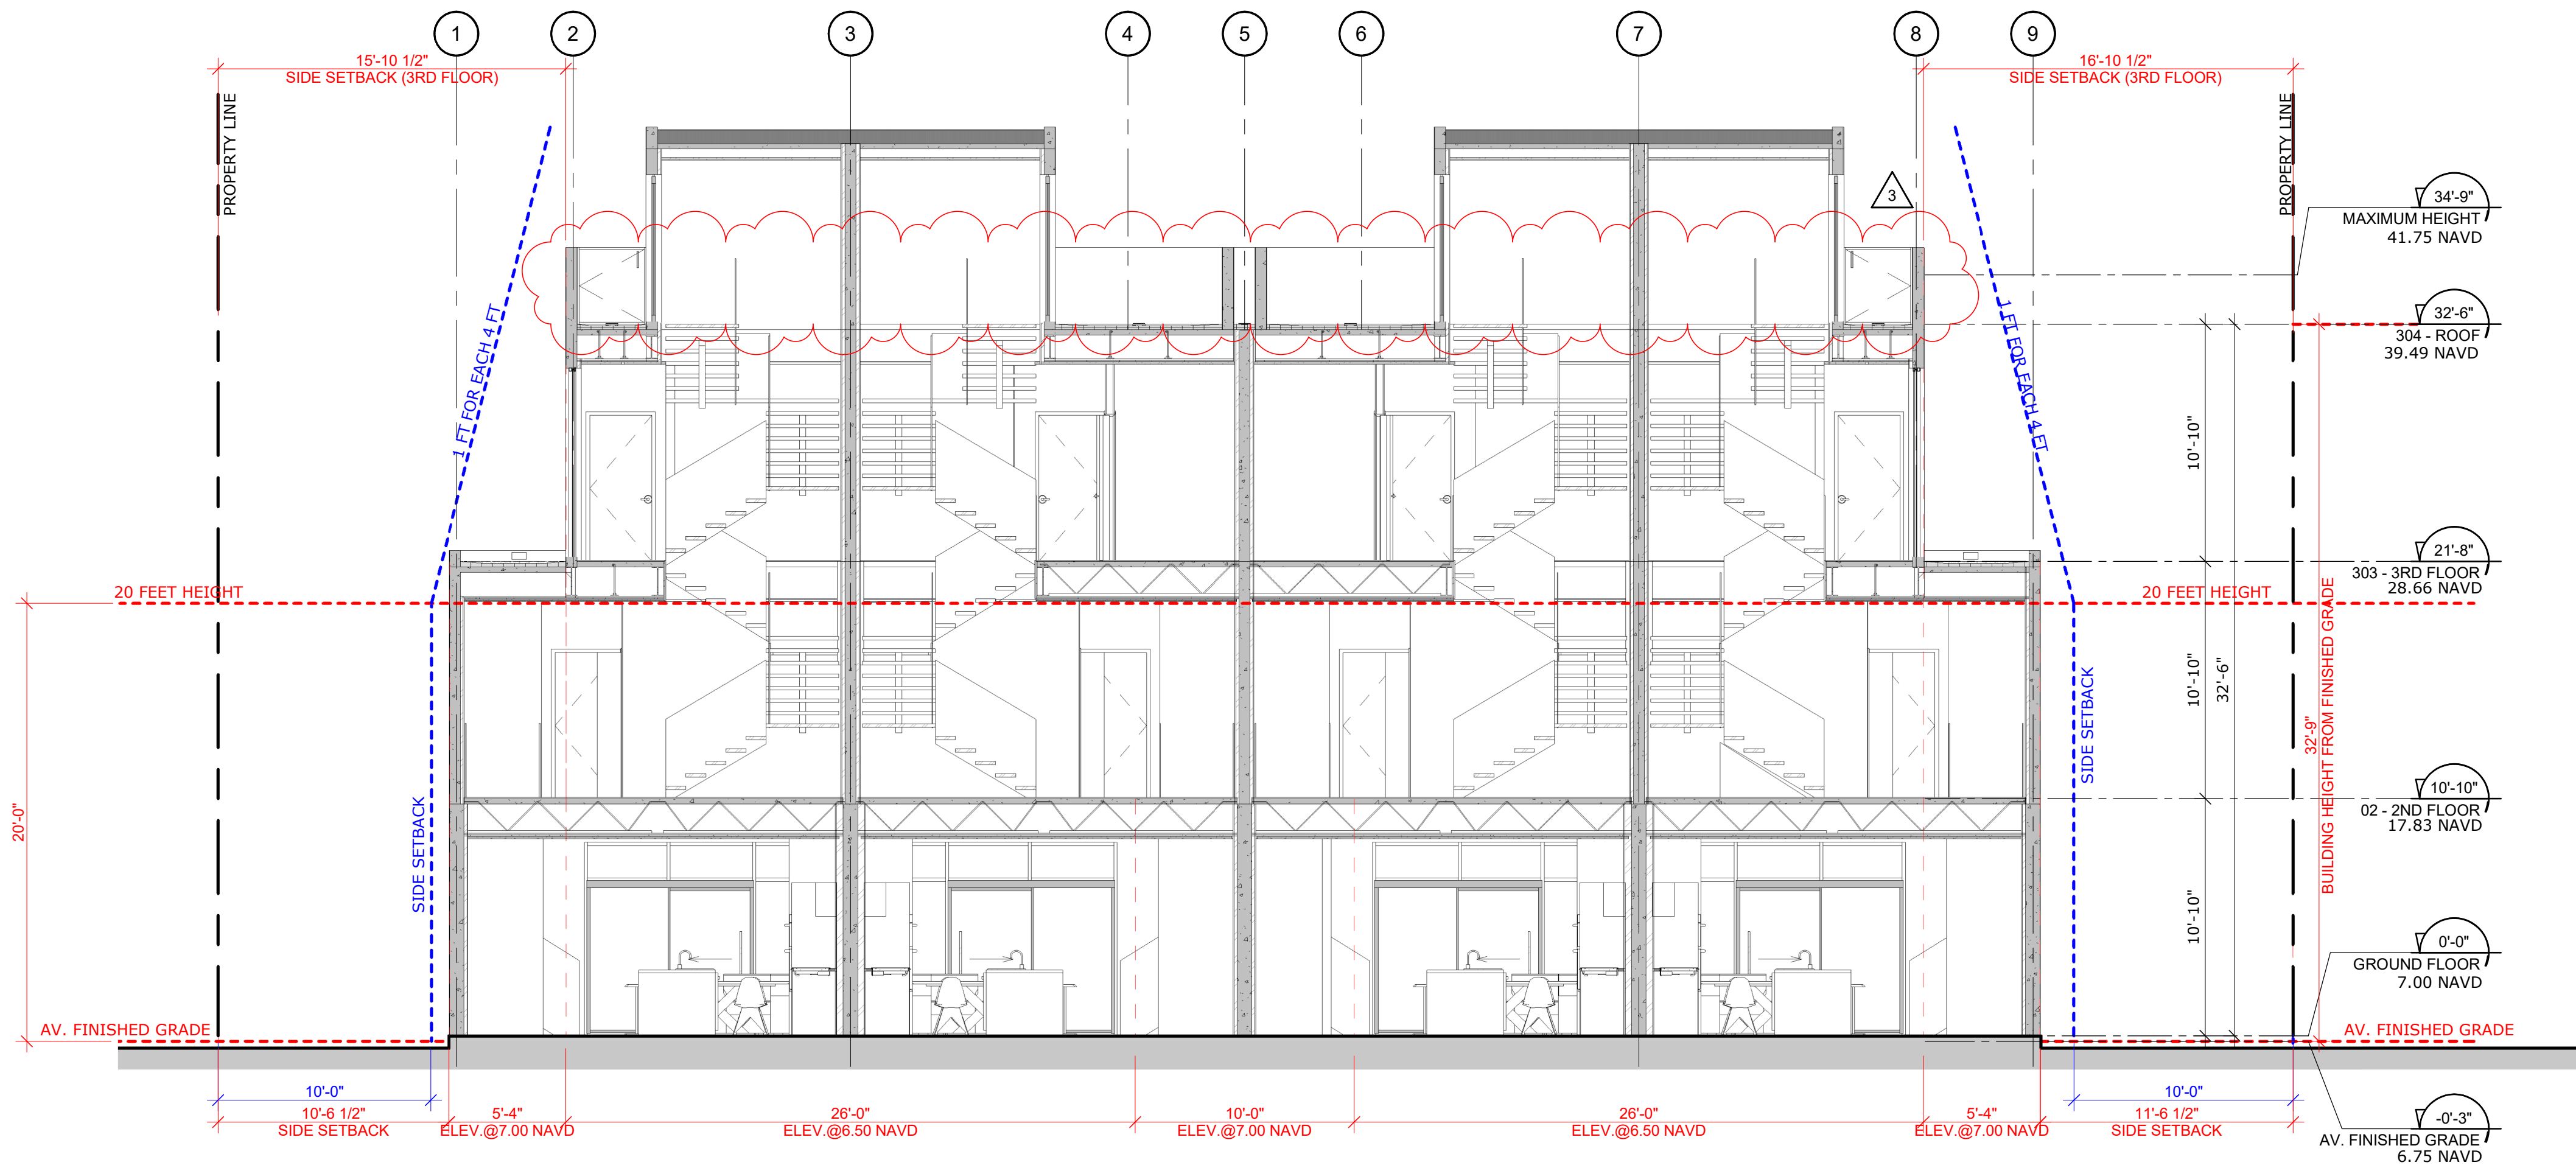 1
2
3
4
5
6
7
8
9
15'-10 1/2"
SIDE SETBACK (3RD FLOOR)
16'-10 1/2"
SIDE SETBACK (3RD FLOOR)
PROPERTY LINE
PROPERTY LINE
3
34'-9"
MAXIMUM HEIGHT
41.75 NAVD
1 FT FOR EACH 4 FT
1 FT FOR EACH 4 FT
32'-6"
304 - ROOF
39.49 NAVD
10'-10"
21'-8"
303 - 3RD FLOOR
28.66 NAVD
20 FEET HEIGHT
20 FEET HEIGHT
10'-10"
32'-6"
32'-9"
BUILDING HEIGHT FROM FINISHED GRADE
SIDE SETBACK
SIDE SETBACK
20'-0"
10'-10"
02 - 2ND FLOOR
17.83 NAVD
10'-10"
0'-0"
GROUND FLOOR
7.00 NAVD
AV. FINISHED GRADE
AV. FINISHED GRADE
10'-0"
10'-0"
10'-6 1/2"
SIDE SETBACK
5'-4"
ELEV.@7.00 NAVD
26'-0"
ELEV.@6.50 NAVD
10'-0"
ELEV.@7.00 NAVD
26'-0"
ELEV.@6.50 NAVD
5'-4"
ELEV.@7.00 NAVD
11'-6 1/2"
SIDE SETBACK
-0'-3"
AV. FINISHED GRADE
6.75 NAVD